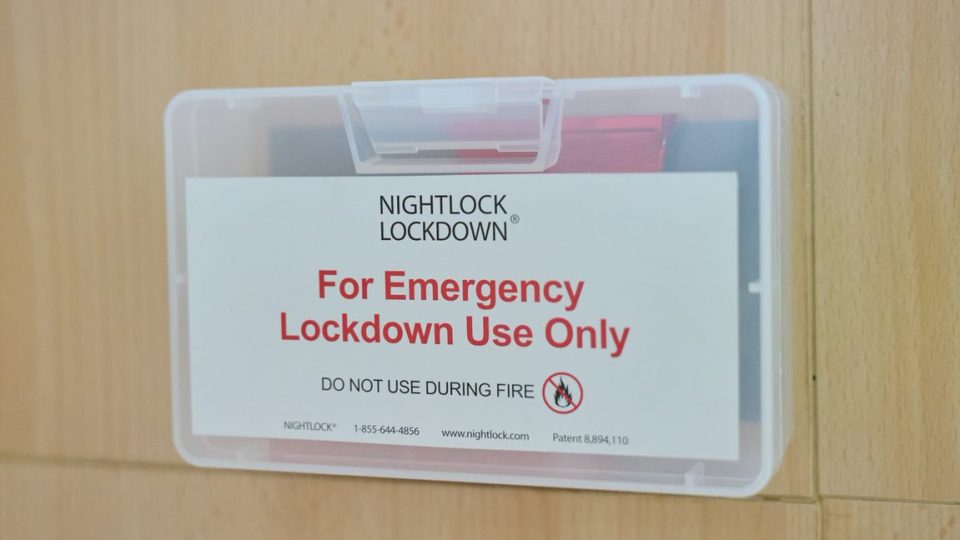 NIGHTLOCK
LOCKDOWN®
For Emergency
Lockdown Use Only
DO NOT USE DURING FIRE
NIGHTLOCK® 1-855-644-4856 www.nightlock.com Patent 8,894,110